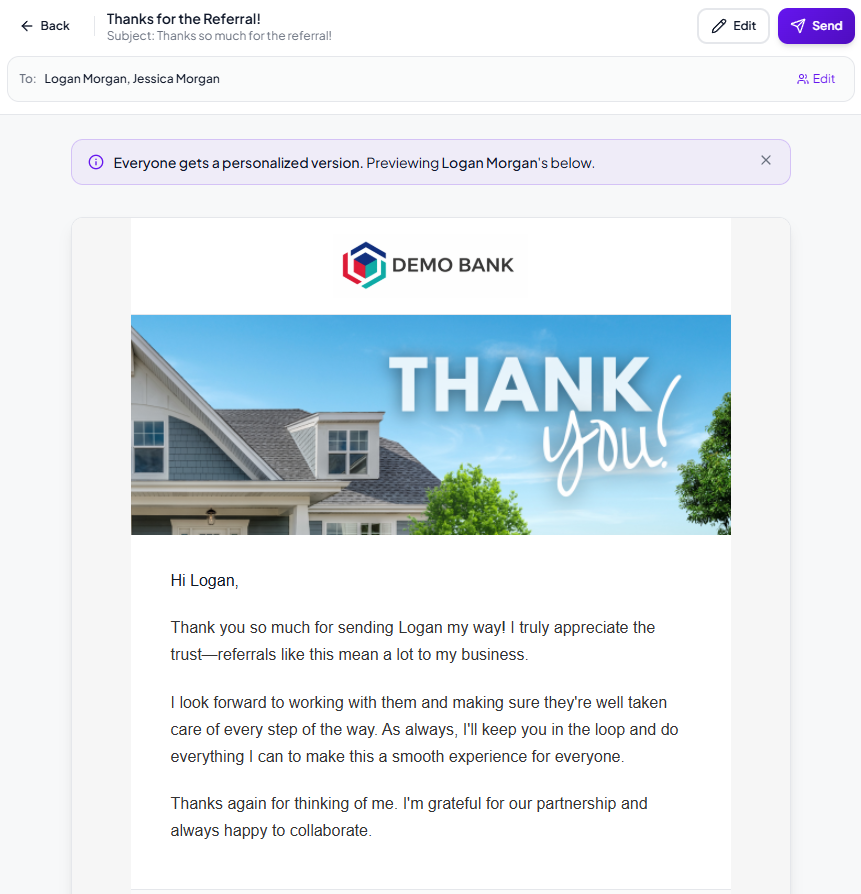 Back
Thanks for the Referral!
Subject: Thanks so much for the referral!
Edit
Send
To: Logan Morgan, Jessica Morgan
Edit
Everyone gets a personalized version. Previewing Logan Morgan's below.
DEMO BANK
THANK
you!
Hi Logan,
Thank you so much for sending Logan my way! I truly appreciate the
trust—referrals like this mean a lot to my business.
I look forward to working with them and making sure they're well taken
care of every step of the way. As always, I'll keep you in the loop and do
everything I can to make this a smooth experience for everyone.
Thanks again for thinking of me. I'm grateful for our partnership and
always happy to collaborate.